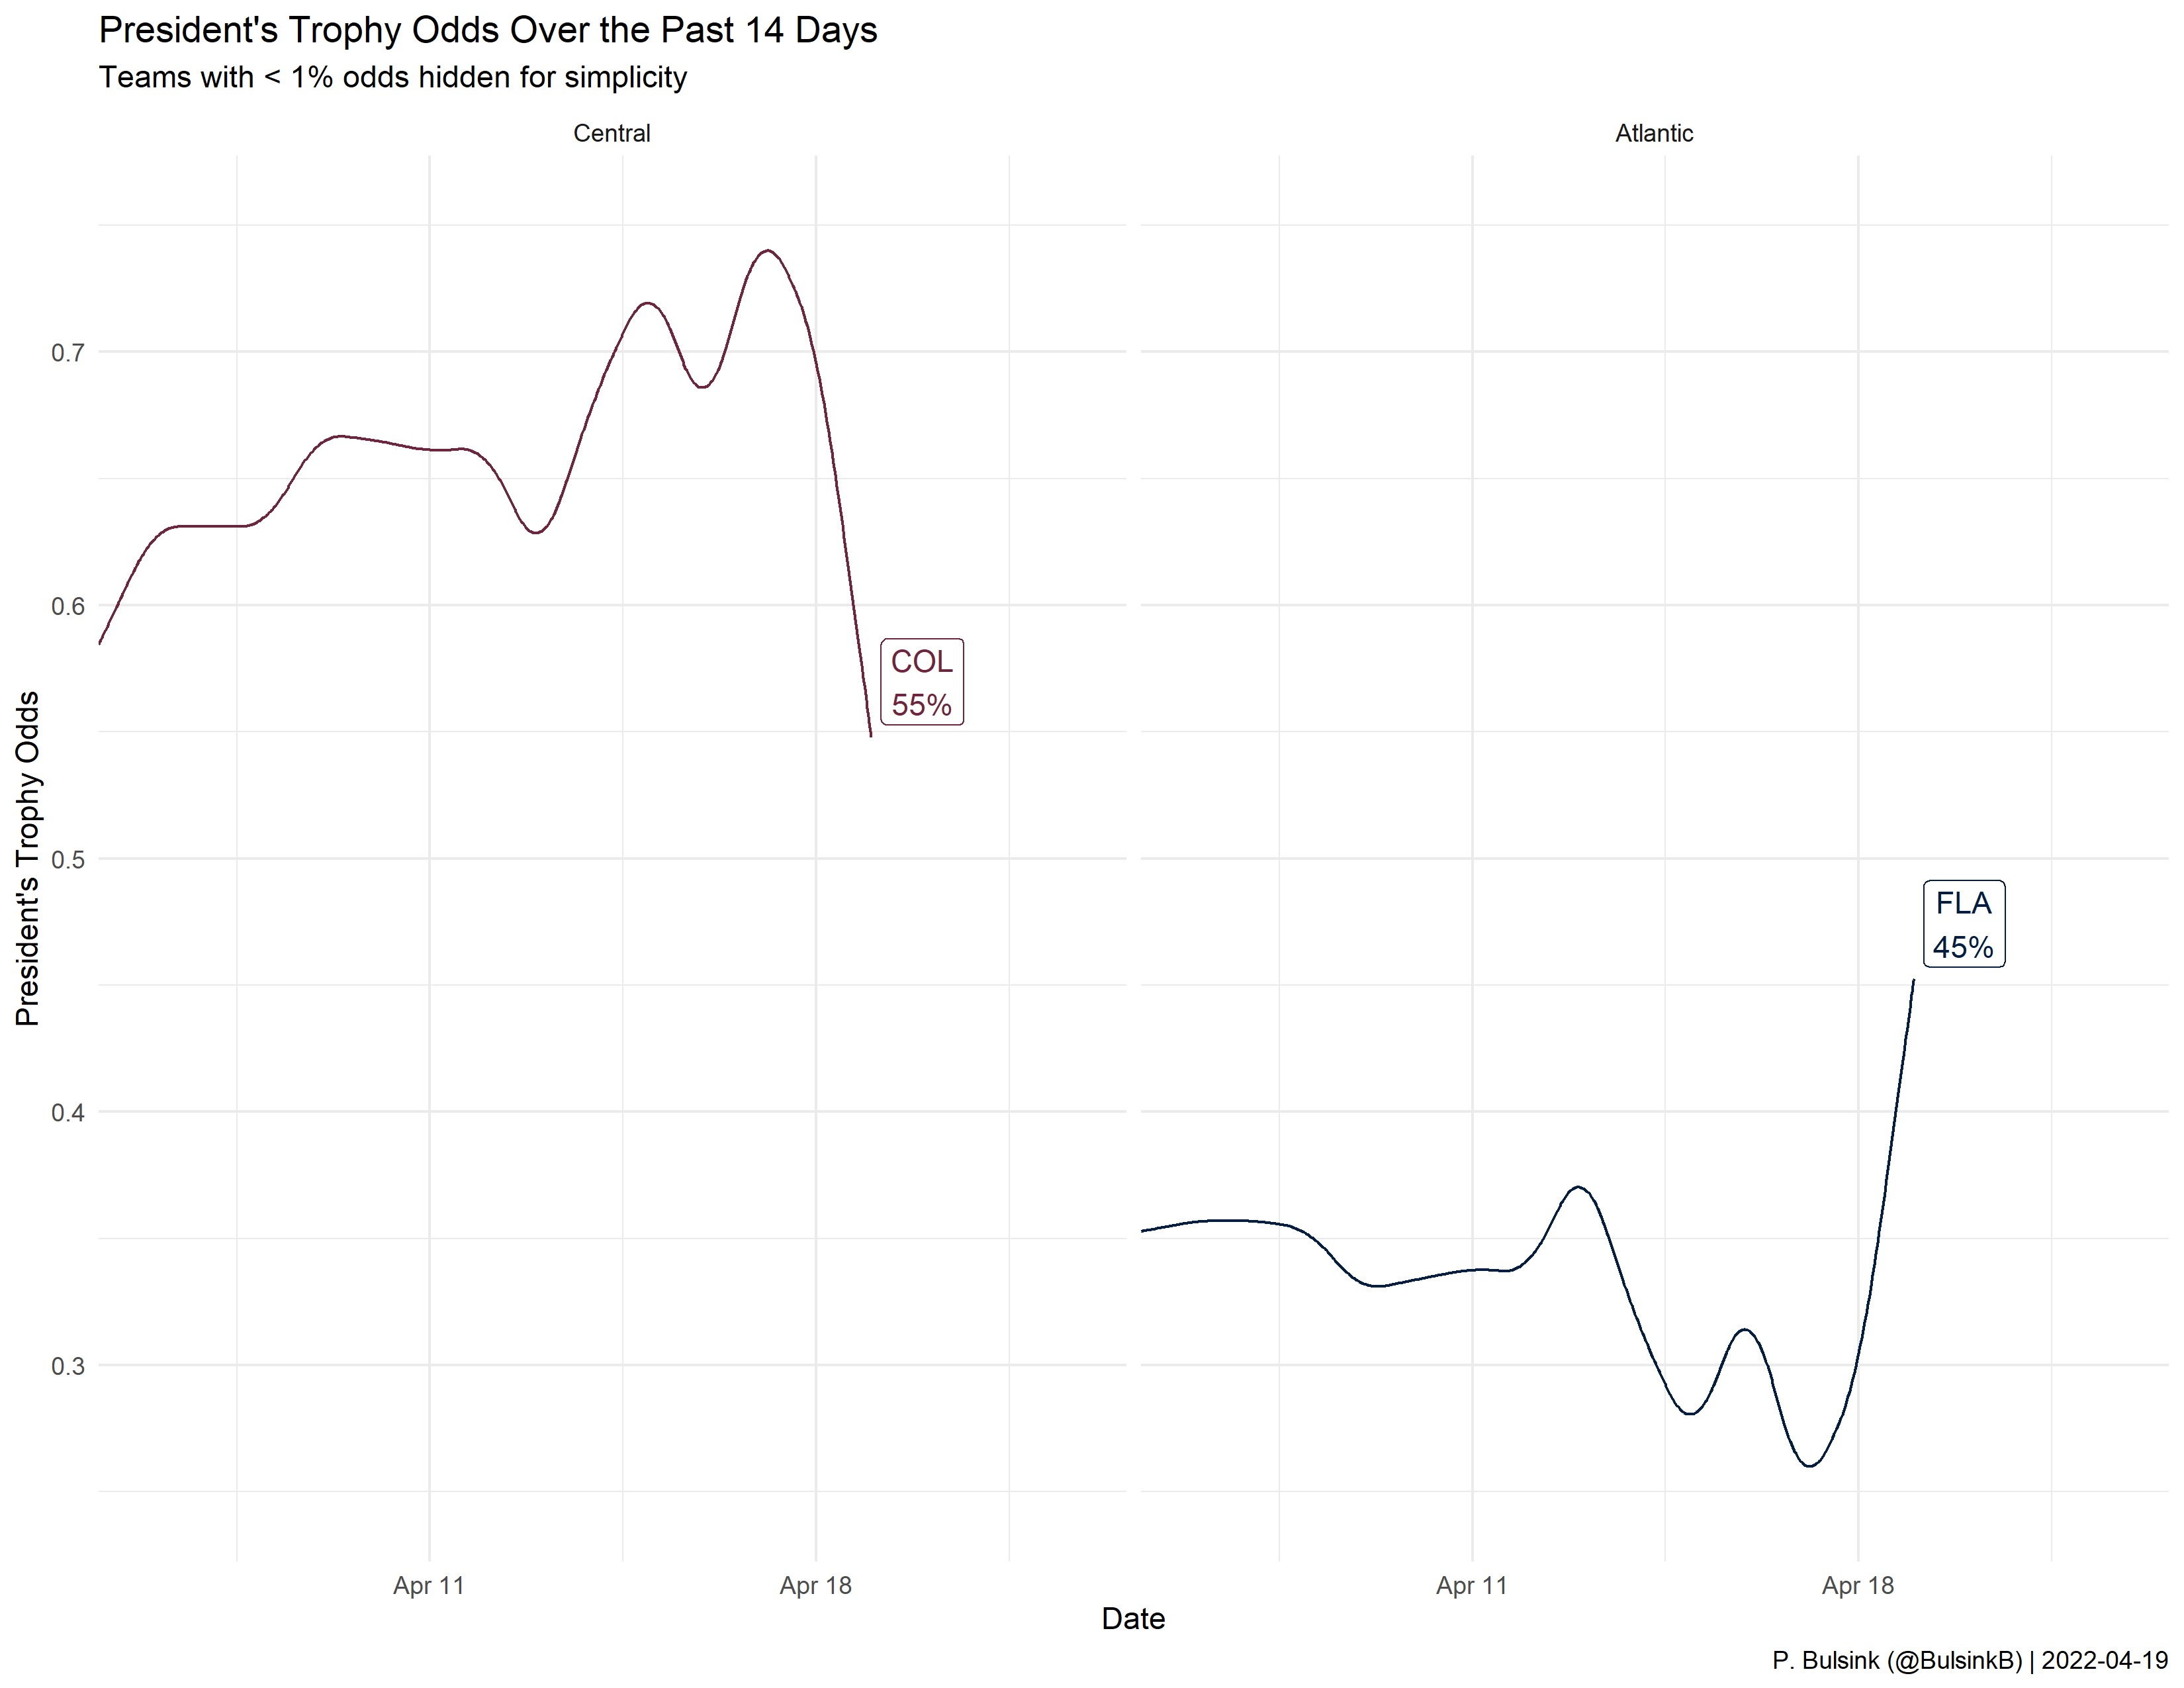 President's Trophy Odds Over the Past 14 Days
Teams with < 1% odds hidden for simplicity
Central
Atlantic
President's Trophy Odds
0.7
0.6
0.5
0.4
0.3
COL
55%
FLA
45%
Apr 11
Apr 18
Apr 11
Apr 18
Date
P. Bulsink (@BulsinkB) | 2022-04-19